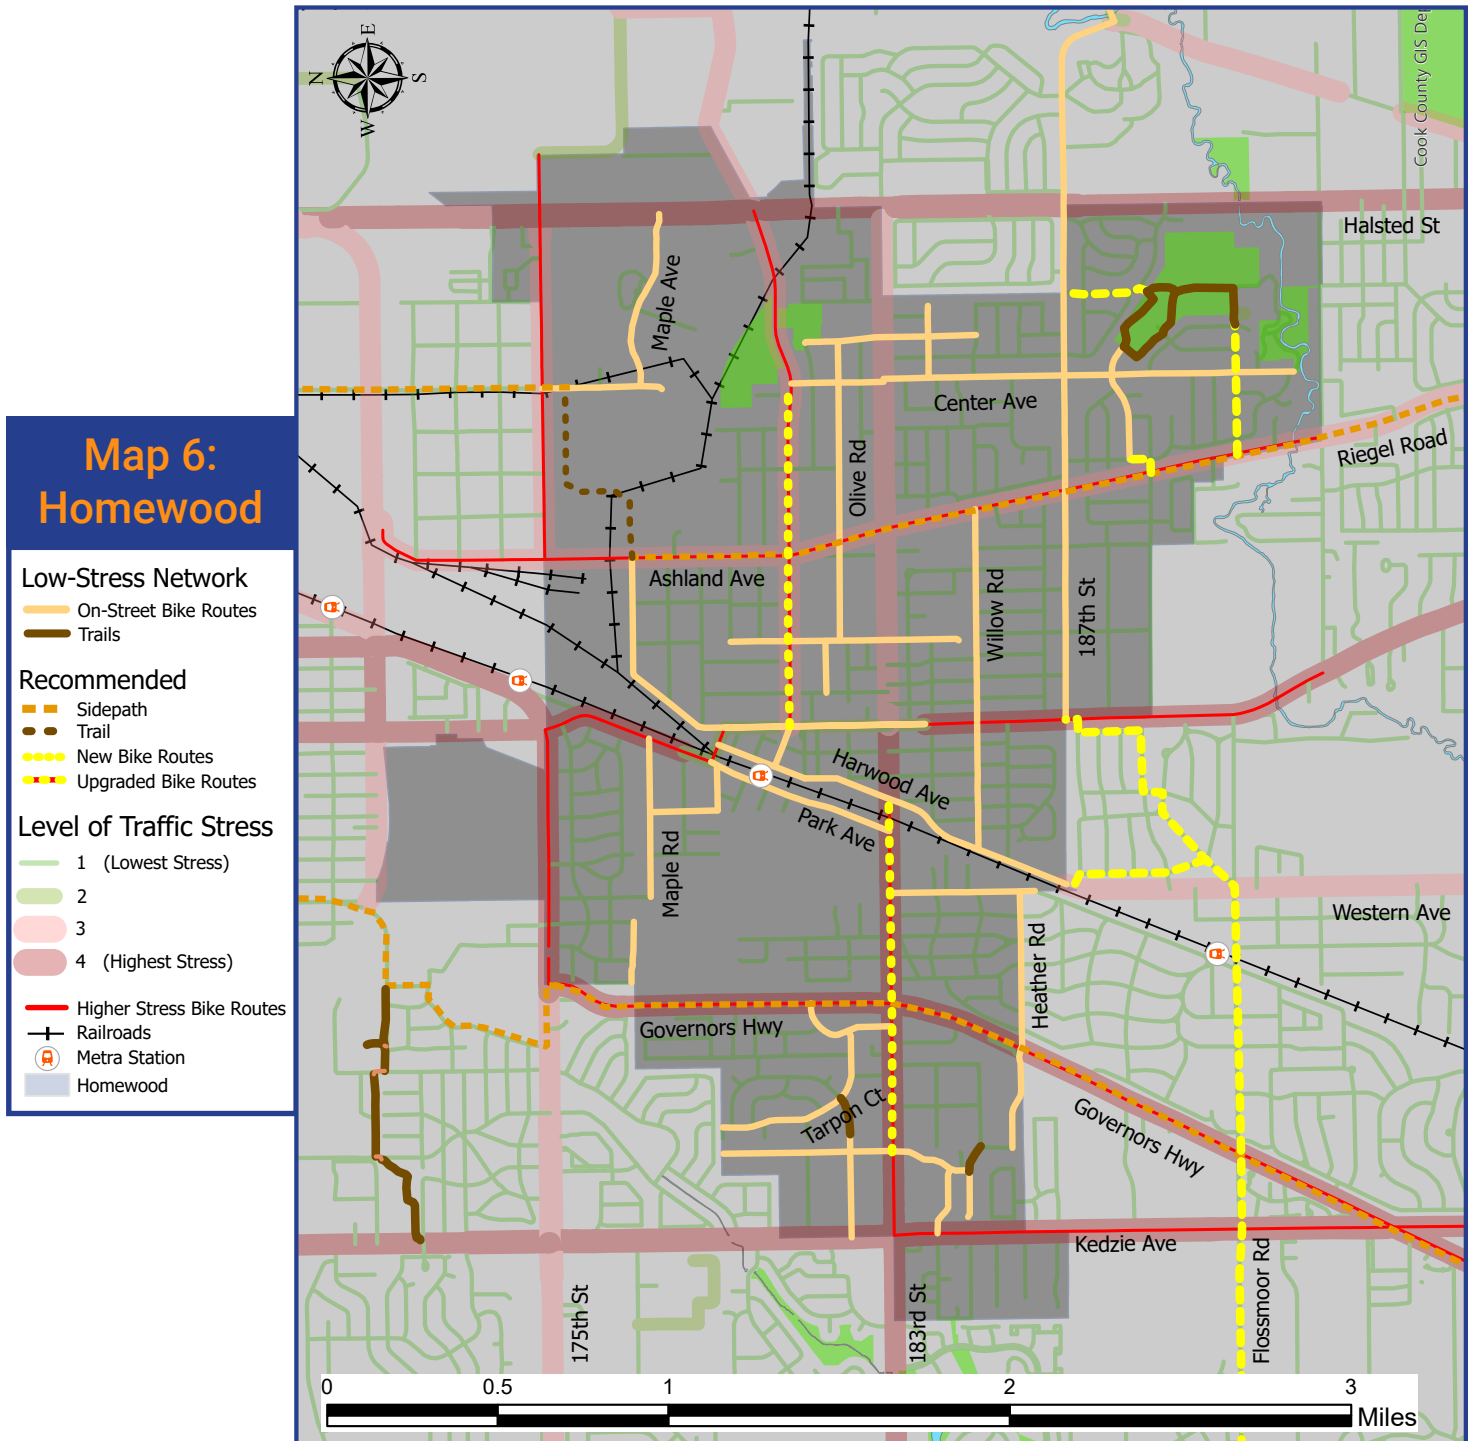 Map 6:
Homewood
Low-Stress Network
On-Street Bike Routes
Trails
Recommended
Sidepath
Trail
New Bike Routes
Upgraded Bike Routes
Level of Traffic Stress
1 (Lowest Stress)
2
3
4 (Highest Stress)
Higher Stress Bike Routes
Railroads
Metra Station
Homewood
E
N
S
W
Cook County GIS Dep
Halsted St
Maple Ave
Center Ave
Olive Rd
Riegel Road
Ashland Ave
Willow Rd
187th St
Harwood Ave
Park Ave
Maple Rd
Western Ave
Heather Rd
Governors Hwy
Tarpon Ct
Governors Hwy
Kedzie Ave
175th St
183rd St
Flossmoor Rd
0 0.5 1 2 3
Miles